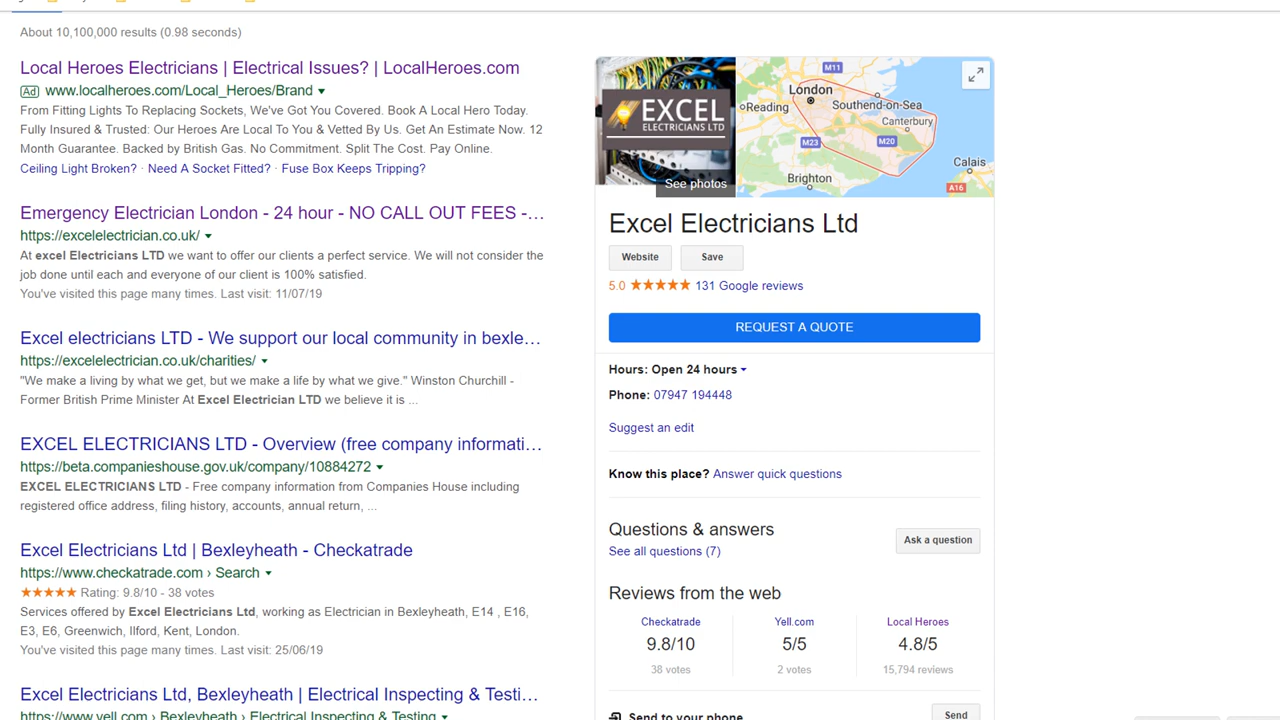 About 10,100,000 results (0.98 seconds)
Local Heroes Electricians | Electrical Issues? | LocalHeroes.com
Ad www.localheroes.com/Local_Heroes/Brand
From Fitting Lights To Replacing Sockets, We've Got You Covered. Book A Local Hero Today.
Fully Insured & Trusted: Our Heroes Are Local To You & Vetted By Us. Get An Estimate Now. 12
Month Guarantee. Backed by British Gas. No Commitment. Split The Cost. Pay Online.
Ceiling Light Broken? · Need A Socket Fitted? · Fuse Box Keeps Tripping?
Emergency Electrician London - 24 hour - NO CALL OUT FEES -...
https://excelelectrician.co.uk/
At excel Electricians LTD we want to offer our clients a perfect service. We will not consider the
job done until each and everyone of our client is 100% satisfied.
You've visited this page many times. Last visit: 11/07/19
Excel electricians LTD - We support our local community in bexle...
https://excelelectrician.co.uk/charities/
"We make a living by what we get, but we make a life by what we give." Winston Churchill -
Former British Prime Minister At Excel Electrician LTD we believe it is ...
EXCEL ELECTRICIANS LTD - Overview (free company informati...
https://beta.companieshouse.gov.uk/company/10884272
EXCEL ELECTRICIANS LTD - Free company information from Companies House including
registered office address, filing history, accounts, annual return, ...
Excel Electricians Ltd | Bexleyheath - Checkatrade
https://www.checkatrade.com › Search
Rating: 9.8/10 - 38 votes
Services offered by Excel Electricians Ltd, working as Electrician in Bexleyheath, E14 , E16,
E3, E6, Greenwich, Ilford, Kent, London.
You've visited this page many times. Last visit: 25/06/19
Excel Electricians Ltd, Bexleyheath | Electrical Inspecting & Testi...
https://www.yell.com › Bexleyheath › Electrical Inspecting & Testing
EXCEL
ELECTRICIANS LTD
See photos
M11
London
Southend-on-Sea
Reading
Canterbury
M23
M20
Calais
Brighton
A16
Excel Electricians Ltd
Website Save
5.0 131 Google reviews
REQUEST A QUOTE
Hours: Open 24 hours
Phone: 07947 194448
Suggest an edit
Know this place? Answer quick questions
Questions & answers
See all questions (7)
Ask a question
Reviews from the web
Checkatrade Yell.com Local Heroes
9.8/10 5/5 4.8/5
38 votes 2 votes 15,794 reviews
Send to your phone Send